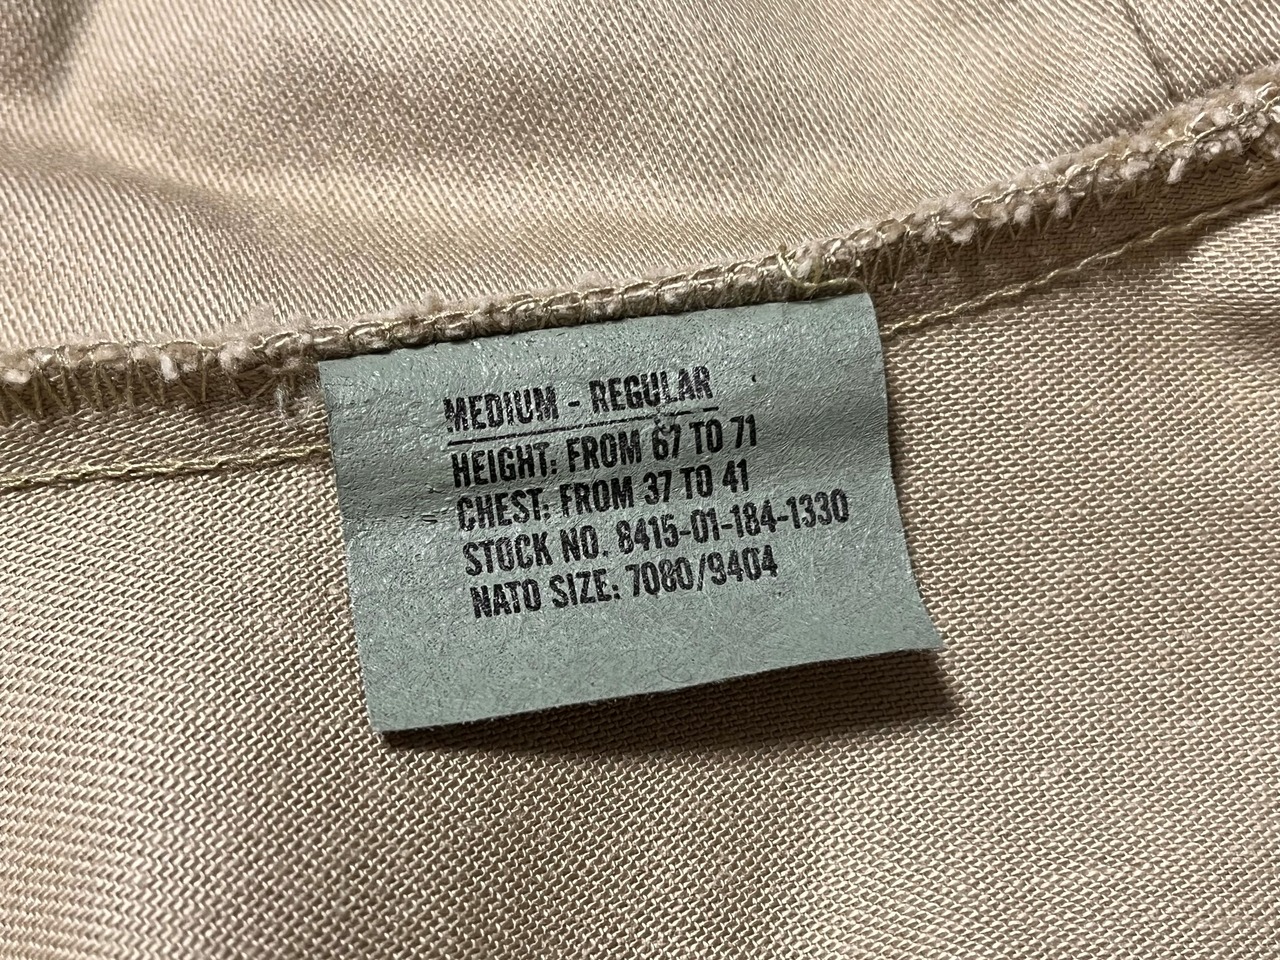 MEDIUM - REGULAR
HEIGHT: FROM 67 TO 71
CHEST: FROM 37 TO 41
STOCK NO. 8415-01-184-1330
NATO SIZE: 7080/9404